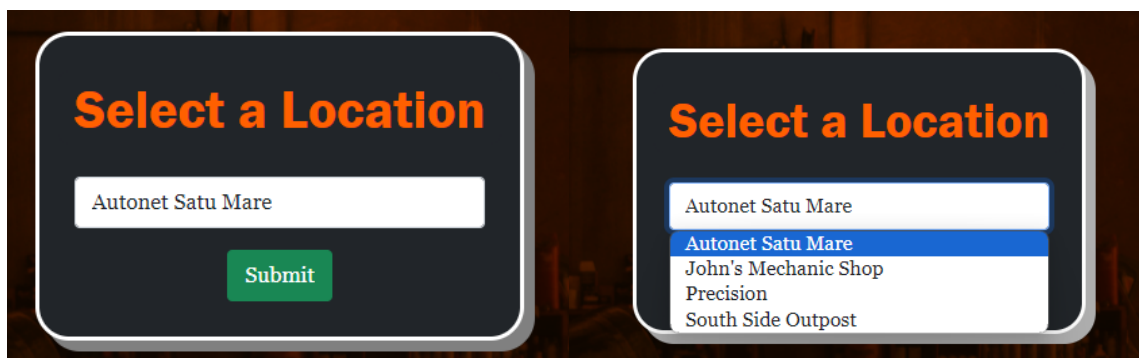 Select a Location
Autonet Satu Mare
Submit
Select a Location
Autonet Satu Mare
Autonet Satu Mare
John's Mechanic Shop
Precision
South Side Outpost